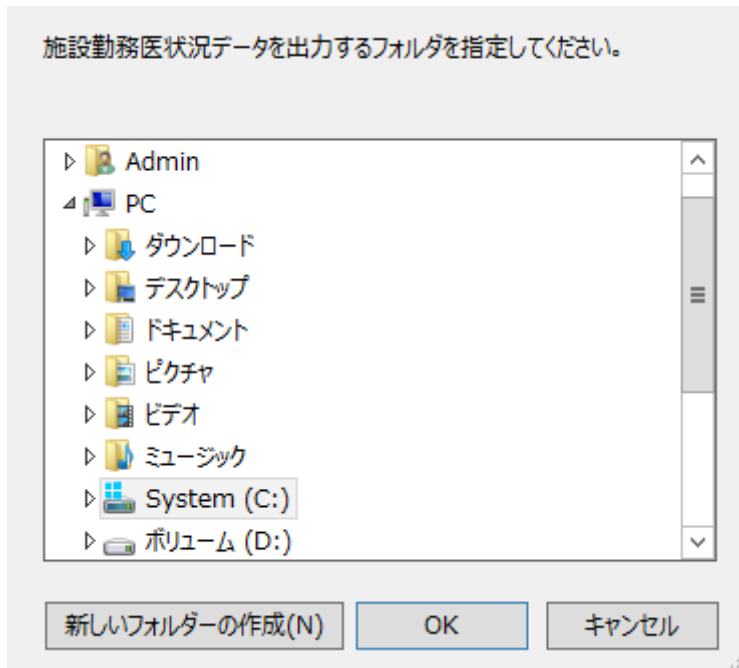 施設勤務医状況データを出力するフォルダを指定してください。
Admin
PC
ダウンロード
デスクトップ
ドキュメント
ピクチャ
ビデオ
ミュージック
System (C:)
ボリューム (D:)
新しいフォルダーの作成(N) OK キャンセル